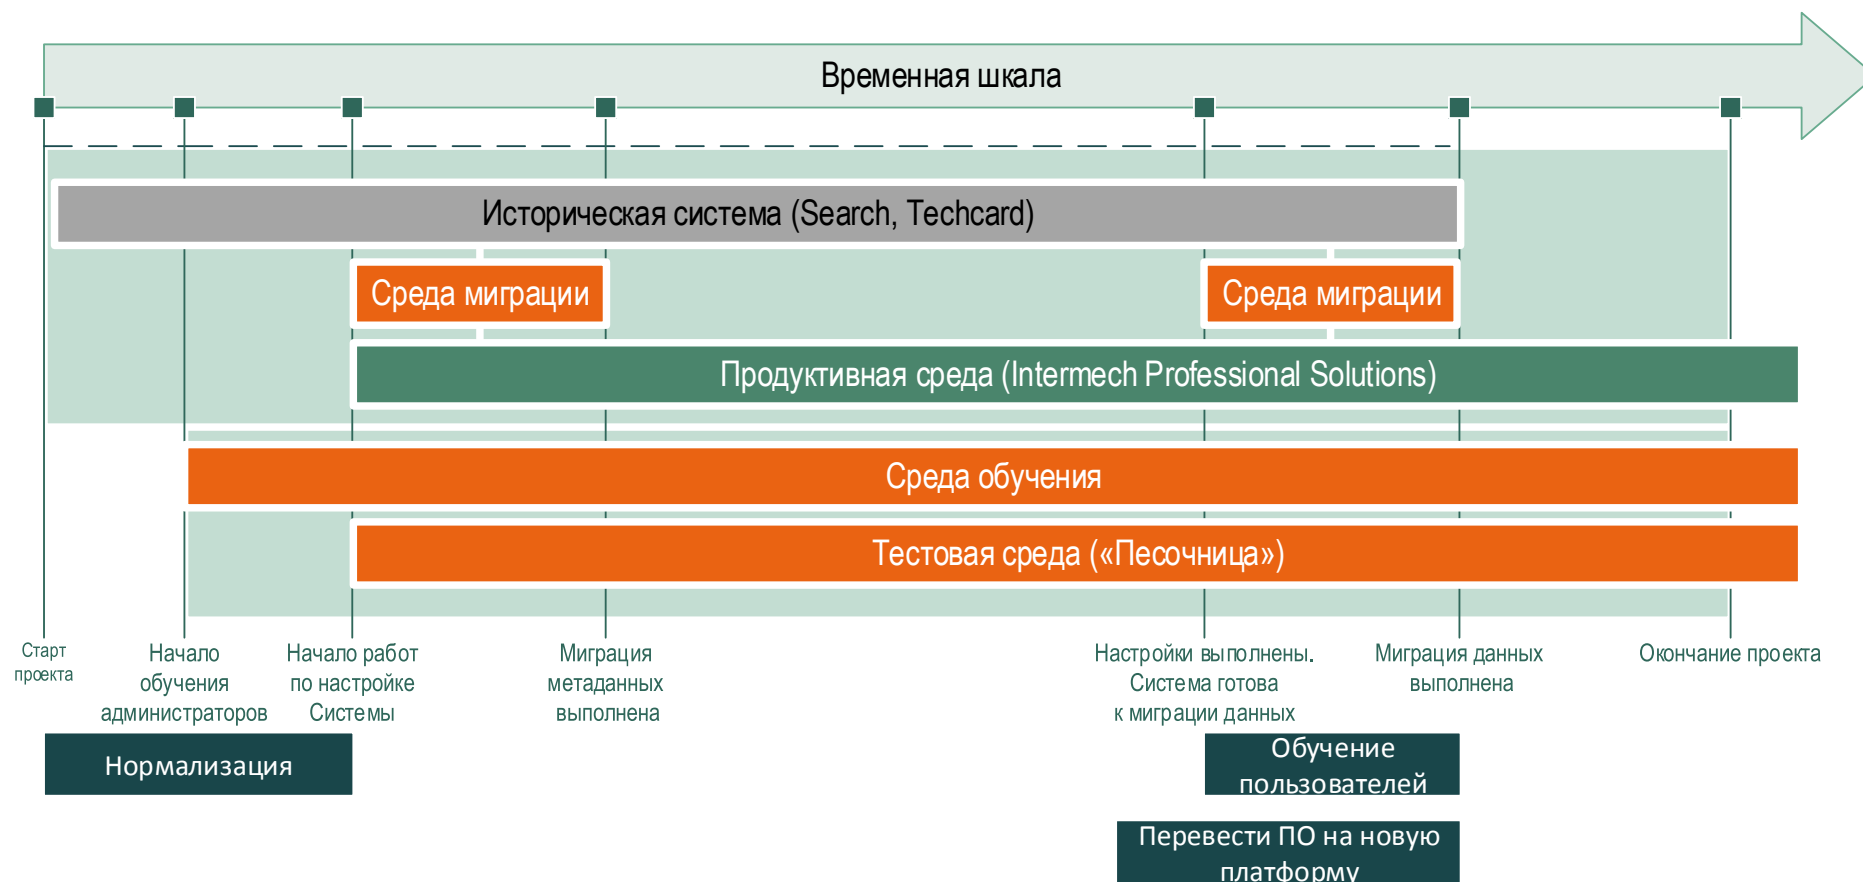 Временная шкала
Историческая система (Search, Techcard)
Среда миграции
Среда миграции
Продуктивная среда (Intermech Professional Solutions)
Среда обучения
Тестовая среда («Песочница»)
Старт
проекта
Начало
обучения
администраторов
Начало работ
по настройке
Системы
Миграция
метаданных
выполнена
Настройки выполнены.
Система готова
к миграции данных
Миграция данных
выполнена
Окончание проекта
Нормализация
Обучение
пользователей
Перевести ПО на новую
платформу